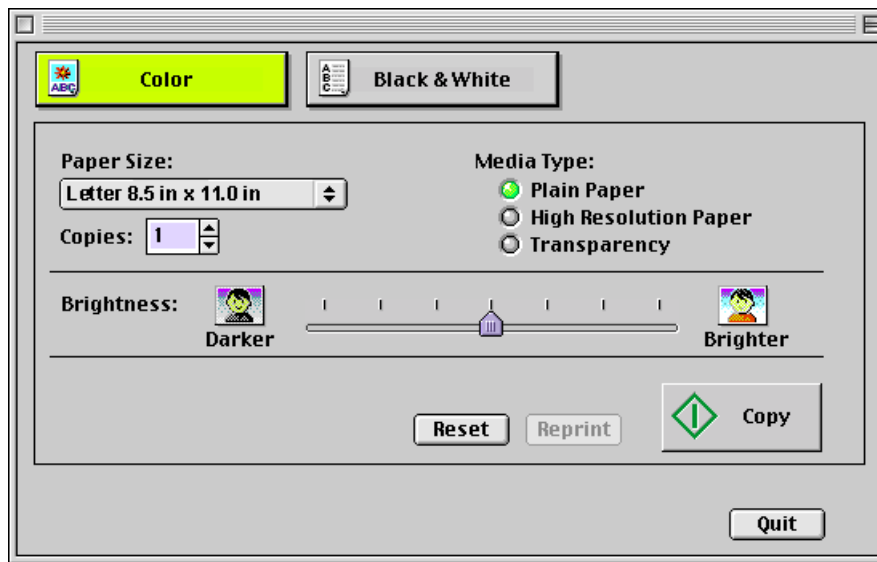 Color
ABC
Black & White
A
B
C
Paper Size:
Letter 8.5 in x 11.0 in
Copies: 1
Media Type:
Plain Paper
High Resolution Paper
Transparency
Brightness:
Darker
Brighter
Reset
Reprint
Copy
Quit